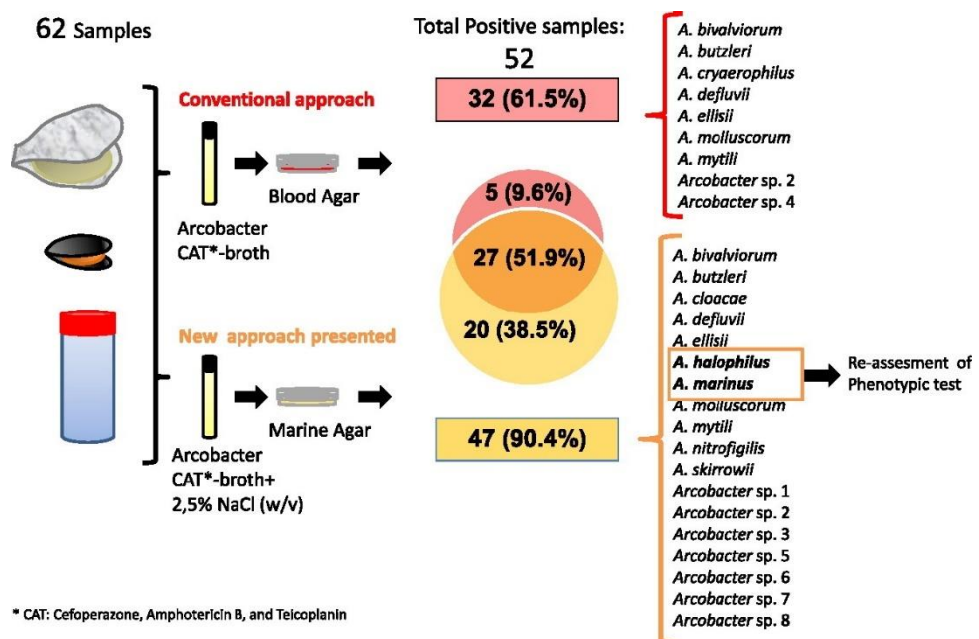 62 Samples
Conventional approach
Arcobacter
CAT*-broth
Blood Agar
New approach presented
Arcobacter
CAT*-broth+
2,5% NaCl (w/v)
Marine Agar
Total Positive samples:
52
32 (61.5%)
5 (9.6%)
27 (51.9%)
20 (38.5%)
47 (90.4%)
A. bivalviorum
A. butzleri
A. cryaerophilus
A. defluvii
A. ellisii
A. molluscorum
A. mytili
Arcobacter sp. 2
Arcobacter sp. 4
A. bivalviorum
A. butzleri
A. cloacae
A. defluvii
A. ellisii
A. halophilus
A. marinus
A. molluscorum
A. mytili
A. nitrofigilis
A. skirrowii
Arcobacter sp. 1
Arcobacter sp. 2
Arcobacter sp. 3
Arcobacter sp. 5
Arcobacter sp. 6
Arcobacter sp. 7
Arcobacter sp. 8
Re-assesment of
Phenotypic test
* CAT: Cefoperazone, Amphotericin B, and Teicoplanin